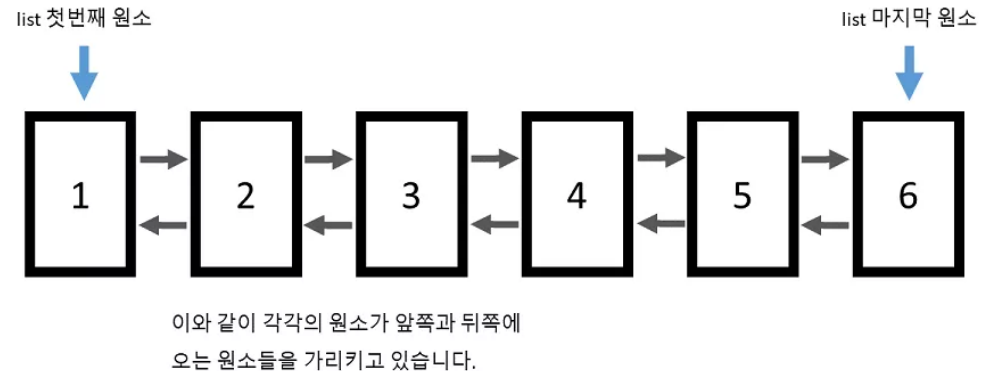 list 첫번째 원소
list 마지막 원소
1
2
3
4
5
6
이와 같이 각각의 원소가 앞쪽과 뒤쪽에
오는 원소들을 가리키고 있습니다.